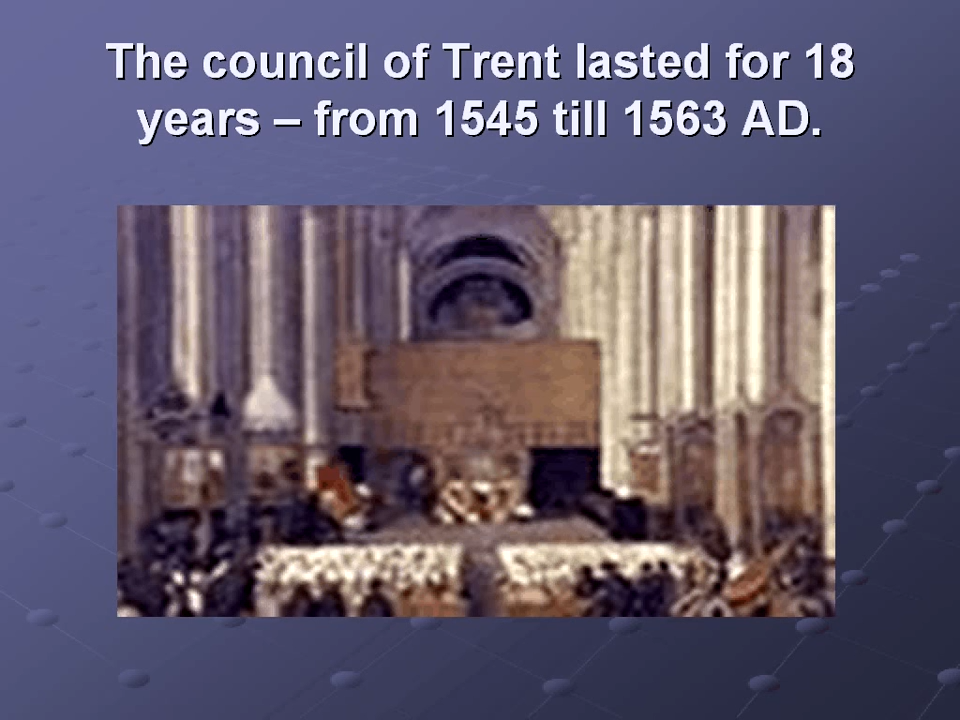 The council of Trent lasted for 18
years – from 1545 till 1563 AD.